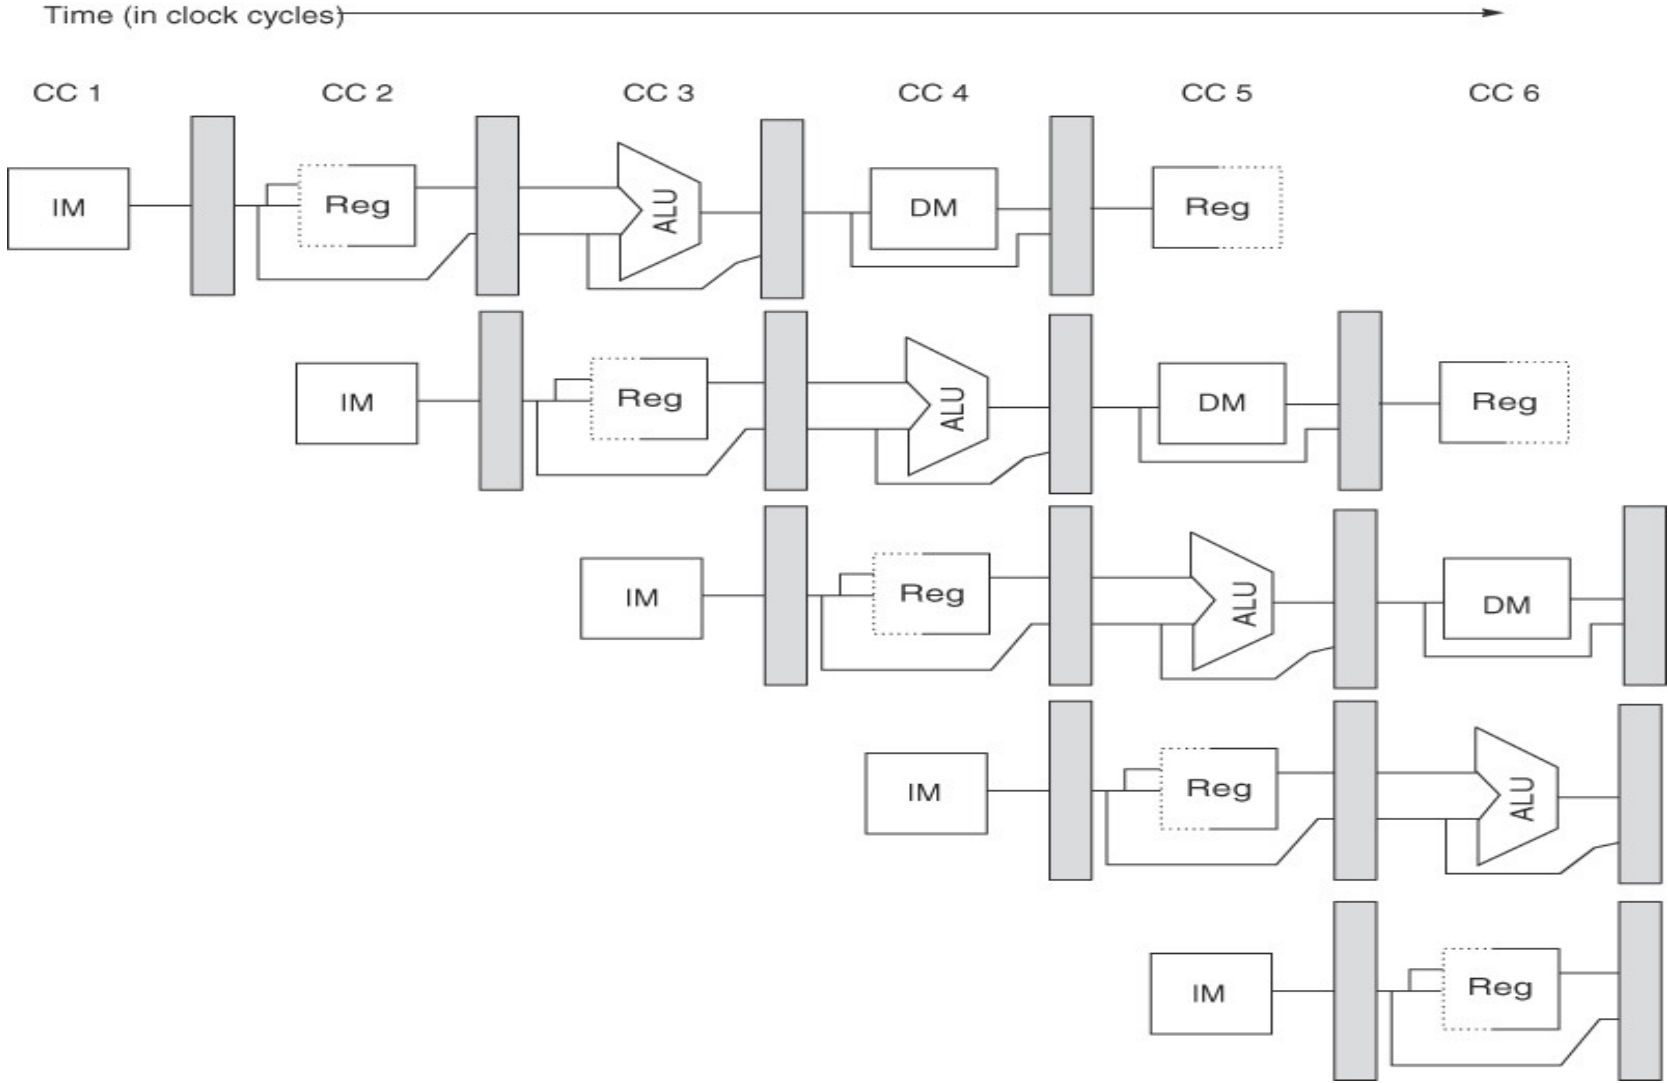 Time (in clock cycles)
CC 1 CC 2 CC 3 CC 4 CC 5 CC 6
IM Reg ALU DM Reg
IM Reg ALU DM Reg
IM Reg ALU DM
IM Reg ALU
IM Reg